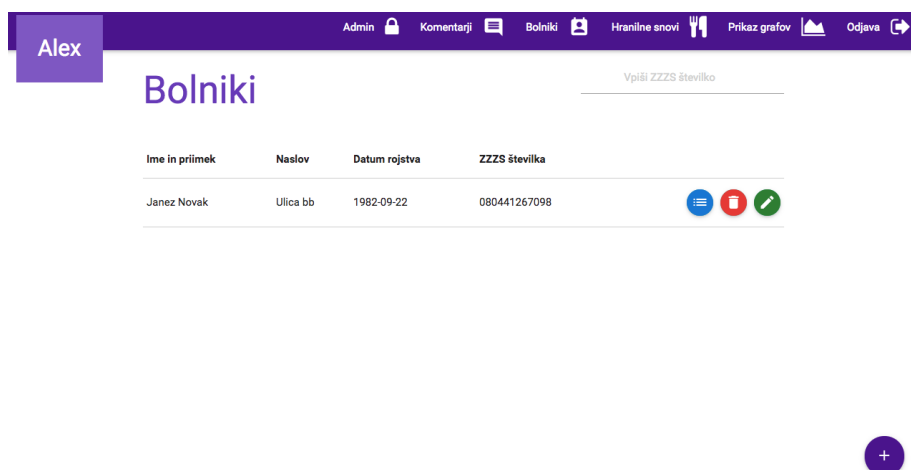 Alex
Admin Komentarji Bolniki Hranilne snovi Prikaz grafov Odjava
Bolniki
Vpiši ZZZS številko
Ime in priimek Naslov Datum rojstva ZZZS številka
Janez Novak Ulica bb 1982-09-22 080441267098
+